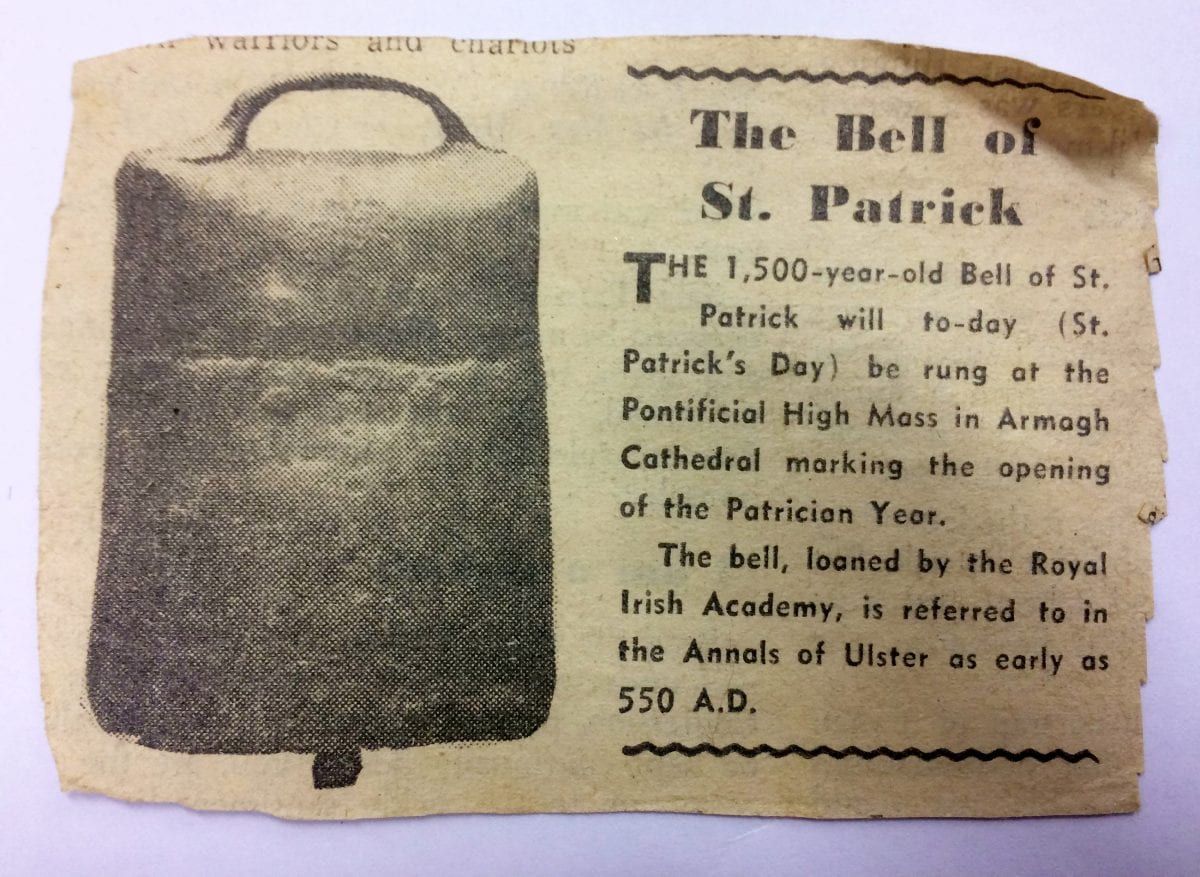 warriors and chariots
The Bell of
St. Patrick
THE 1,500-year-old Bell of St.
Patrick will to-day (St.
Patrick's Day) be rung at the
Pontificial High Mass in Armagh
Cathedral marking the opening
of the Patrician Year.
The bell, loaned by the Royal
Irish Academy, is referred to in
the Annals of Ulster as early as
550 A.D.